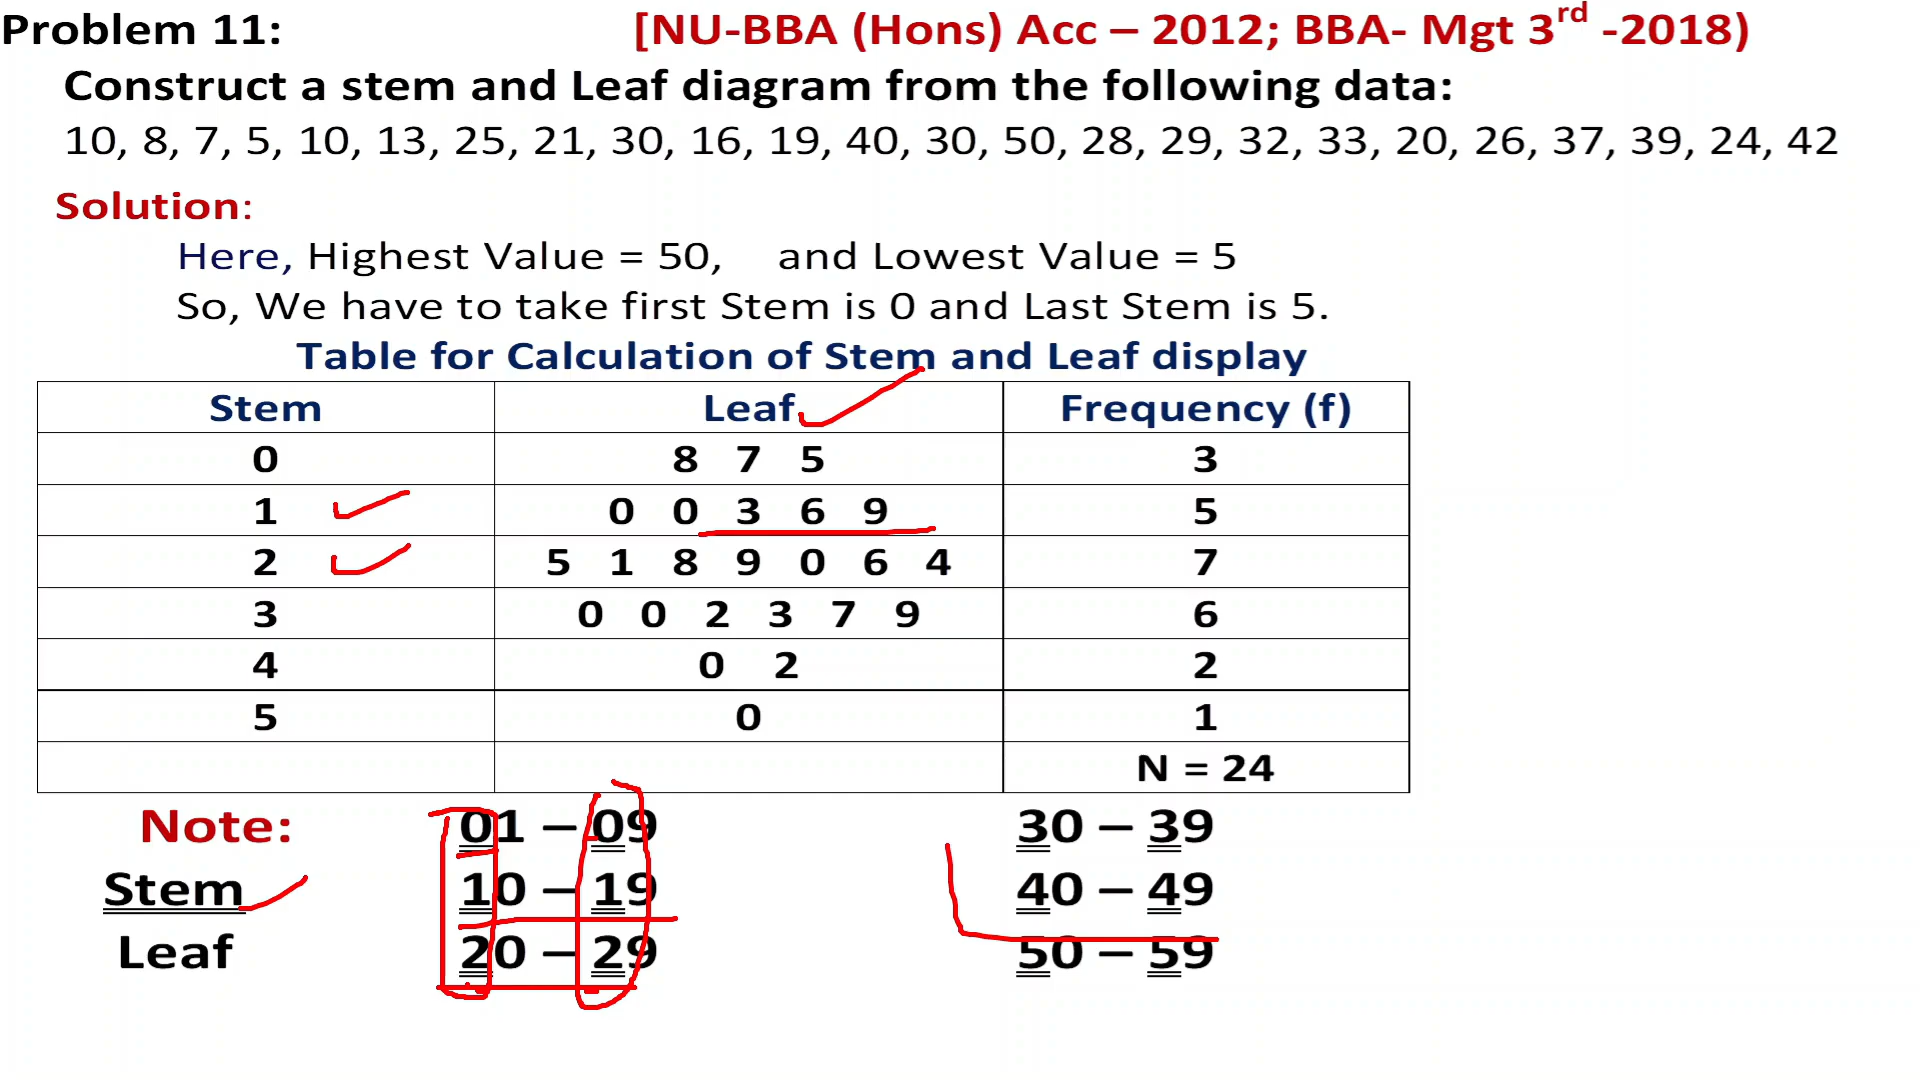 Problem 11: [NU-BBA (Hons) Acc – 2012; BBA- Mgt 3rd -2018)
Construct a stem and Leaf diagram from the following data:
10, 8, 7, 5, 10, 13, 25, 21, 30, 16, 19, 40, 30, 50, 28, 29, 32, 33, 20, 26, 37, 39, 24, 42
Solution:
Here, Highest Value = 50, and Lowest Value = 5
So, We have to take first Stem is 0 and Last Stem is 5.
Table for Calculation of Stem and Leaf display
Stem Leaf Frequency (f)
0 8 7 5 3
1 0 0 3 6 9 5
2 5 1 8 9 0 6 4 7
3 0 0 2 3 7 9 6
4 0 2 2
5 0 1
N = 24
Note: 01 – 09 30 – 39
Stem 10 – 19 40 – 49
Leaf 20 – 29 50 – 59